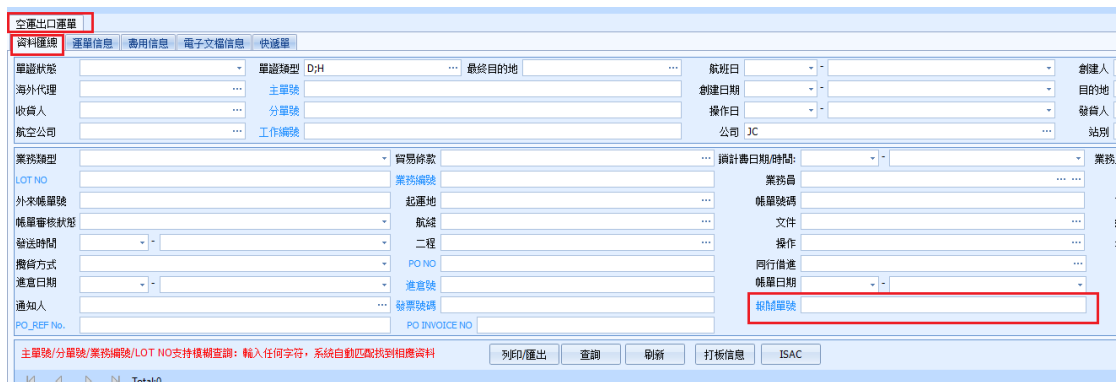 空運出口運單
資料匯總 運單信息 費用信息 電子文檔信息 快遞單
單證狀態 單證類型 D;H 最終目的地 航班日 - 創建人
海外代理 主單號 創建日期 - 目的地
收貨人 分單號 操作日 - 發貨人
航空公司 工作編號 公司 JC 站別
業務類型 貿易條款 預計費日期/時間: - 業務
LOT NO 業務編號 業務員
外來帳單號 起運地 帳單號碼
帳單審核狀態 航綫 文件
發送時間 - 二程 操作
攬貨方式 PO NO 同行借進
進倉日期 - 進倉號 帳單日期 -
通知人 發票號碼 報關單號
PO_REF No. PO INVOICE NO
主單號/分單號/業務編號/LOT NO支持模糊查詢: 輸入任何字符, 系統自動匹配找到相應資料 列印/匯出 查詢 刷新 打板信息 ISAC
Total:0